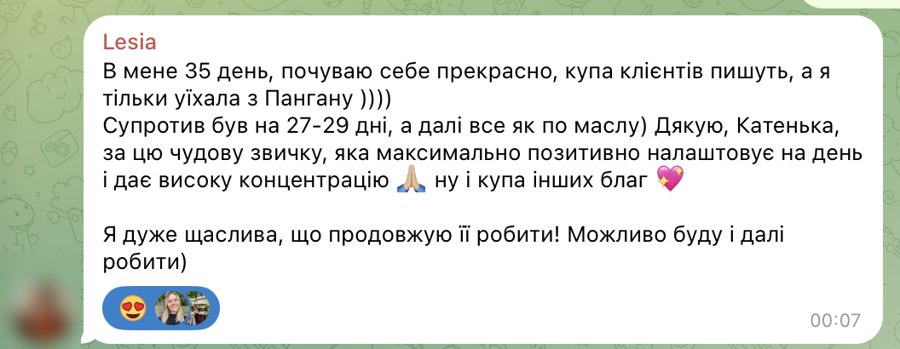 Lesia
В мене 35 день, почуваю себе прекрасно, купа клієнтів пишуть, а я
тільки уїхала з Пангану ))))
Супротив був на 27-29 дні, а далі все як по маслу) Дякую, Катенька,
за цю чудову звичку, яка максимально позитивно налаштовує на день
і дає високу концентрацію 🙏🏼 ну і купа інших благ 💖
Я дуже щаслива, що продовжую її робити! Можливо буду і далі
робити)
00:07